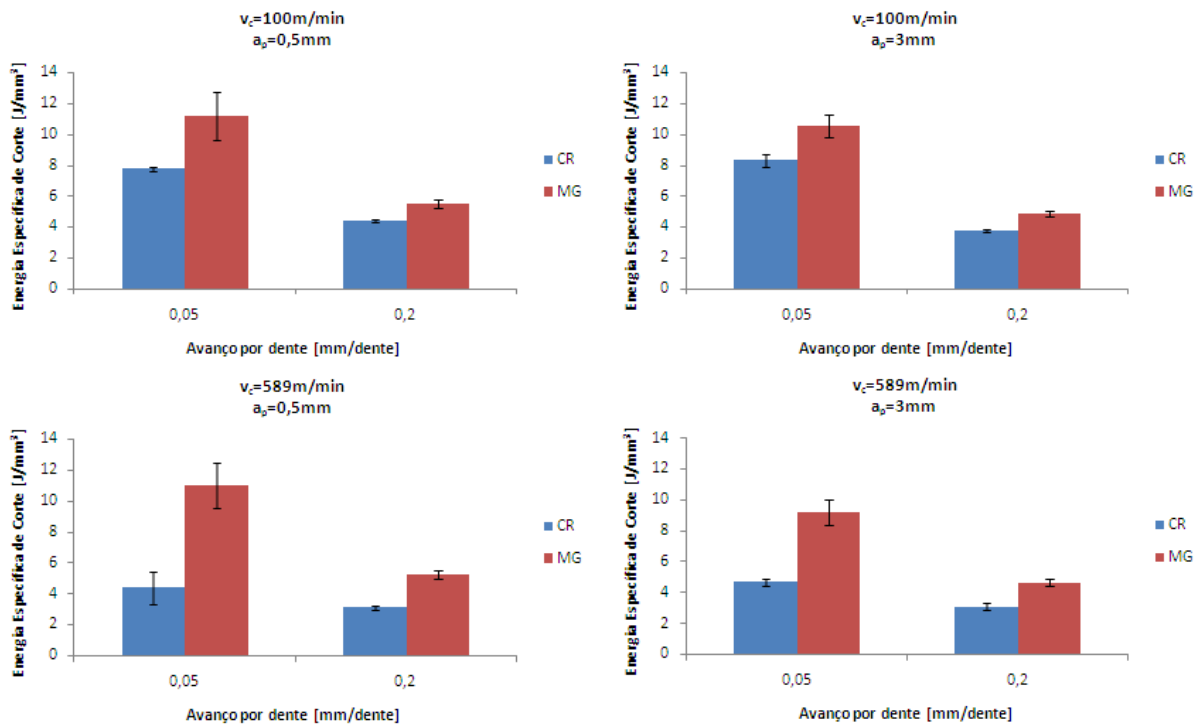 v꜀=100m/min
aₚ=0,5mm
Energia Específica de Corte [J/mm³]
14
12
10
8
6
4
2
0
0,05
0,2
Avanço por dente [mm/dente]
CR
MG
v꜀=100m/min
aₚ=3mm
Energia Específica de Corte [J/mm³]
14
12
10
8
6
4
2
0
0,05
0,2
Avanço por dente [mm/dente]
CR
MG
v꜀=589m/min
aₚ=0,5mm
Energia Específica de Corte [J/mm³]
14
12
10
8
6
4
2
0
0,05
0,2
Avanço por dente [mm/dente]
CR
MG
v꜀=589m/min
aₚ=3mm
Energia Específica de Corte [J/mm³]
14
12
10
8
6
4
2
0
0,05
0,2
Avanço por dente [mm/dente]
CR
MG